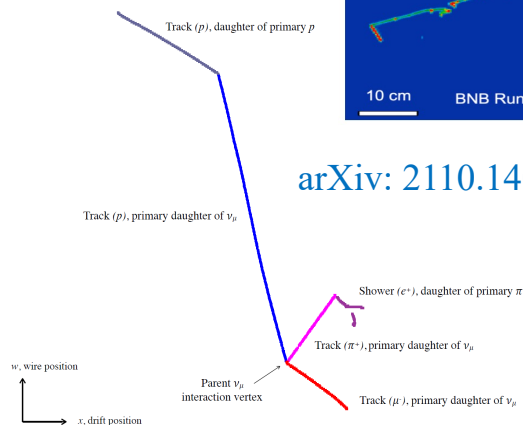 Track (p), daughter of primary p
10 cm
BNB Run
arXiv: 2110.14
Track (p), primary daughter of νμ
Shower (e⁺), daughter of primary π
Track (π⁺), primary daughter of νμ
w, wire position
Parent νμ
interaction vertex
Track (μ⁻), primary daughter of νμ
x, drift position